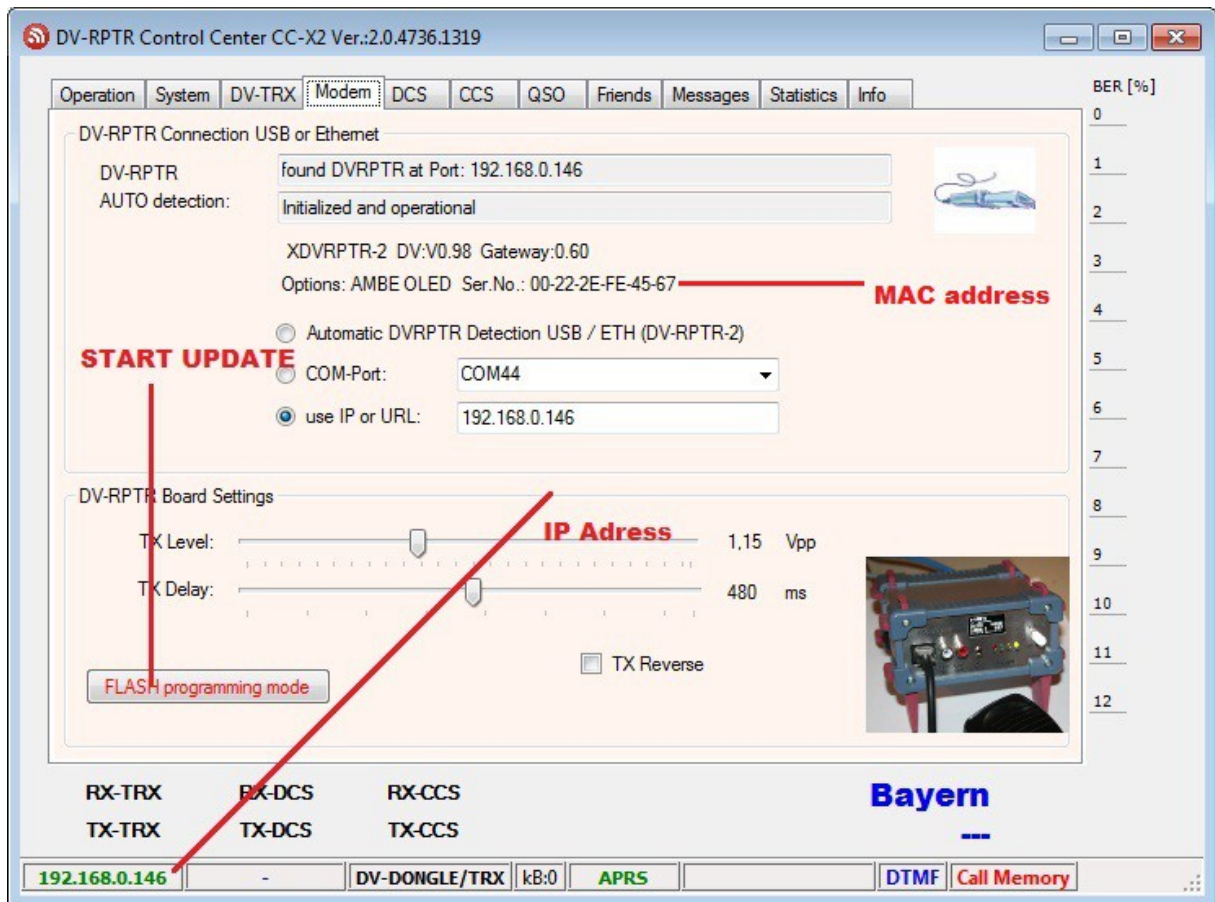 DV-RPTR Control Center CC-X2 Ver.:2.0.4736.1319
Operation System DV-TRX Modem DCS CCS QSO Friends Messages Statistics Info
BER [%]
0
1
2
3
4
5
6
7
8
9
10
11
12
DV-RPTR Connection USB or Ethernet
DV-RPTR
AUTO detection:
found DVRPTR at Port: 192.168.0.146
Initialized and operational
XDVRPTR-2 DV:V0.98 Gateway:0.60
Options: AMBE OLED Ser.No.: 00-22-2E-FE-45-67
MAC address
Automatic DVRPTR Detection USB / ETH (DV-RPTR-2)
START UPDATE
COM-Port: COM44
use IP or URL: 192.168.0.146
DV-RPTR Board Settings
IP Adress
TX Level: 1,15 Vpp
TX Delay: 480 ms
TX Reverse
FLASH programming mode
RX-TRX RX-DCS RX-CCS
Bayern
TX-TRX TX-DCS TX-CCS
---
192.168.0.146 - DV-DONGLE/TRX kB:0 APRS DTMF Call Memory